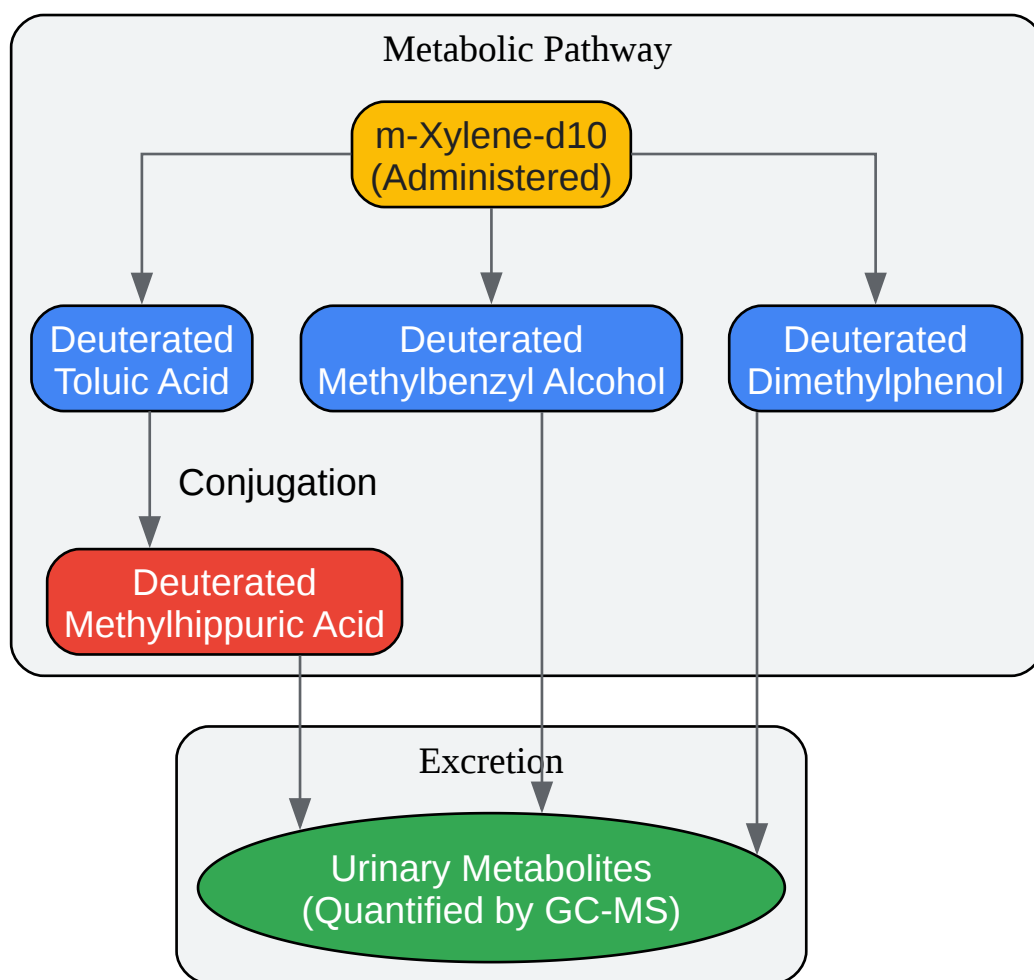 Metabolic Pathway
m-Xylene-d10
(Administered)
Deuterated
Toluic Acid
Deuterated
Methylbenzyl Alcohol
Deuterated
Dimethylphenol
Conjugation
Deuterated
Methylhippuric Acid
Excretion
Urinary Metabolites
(Quantified by GC-MS)